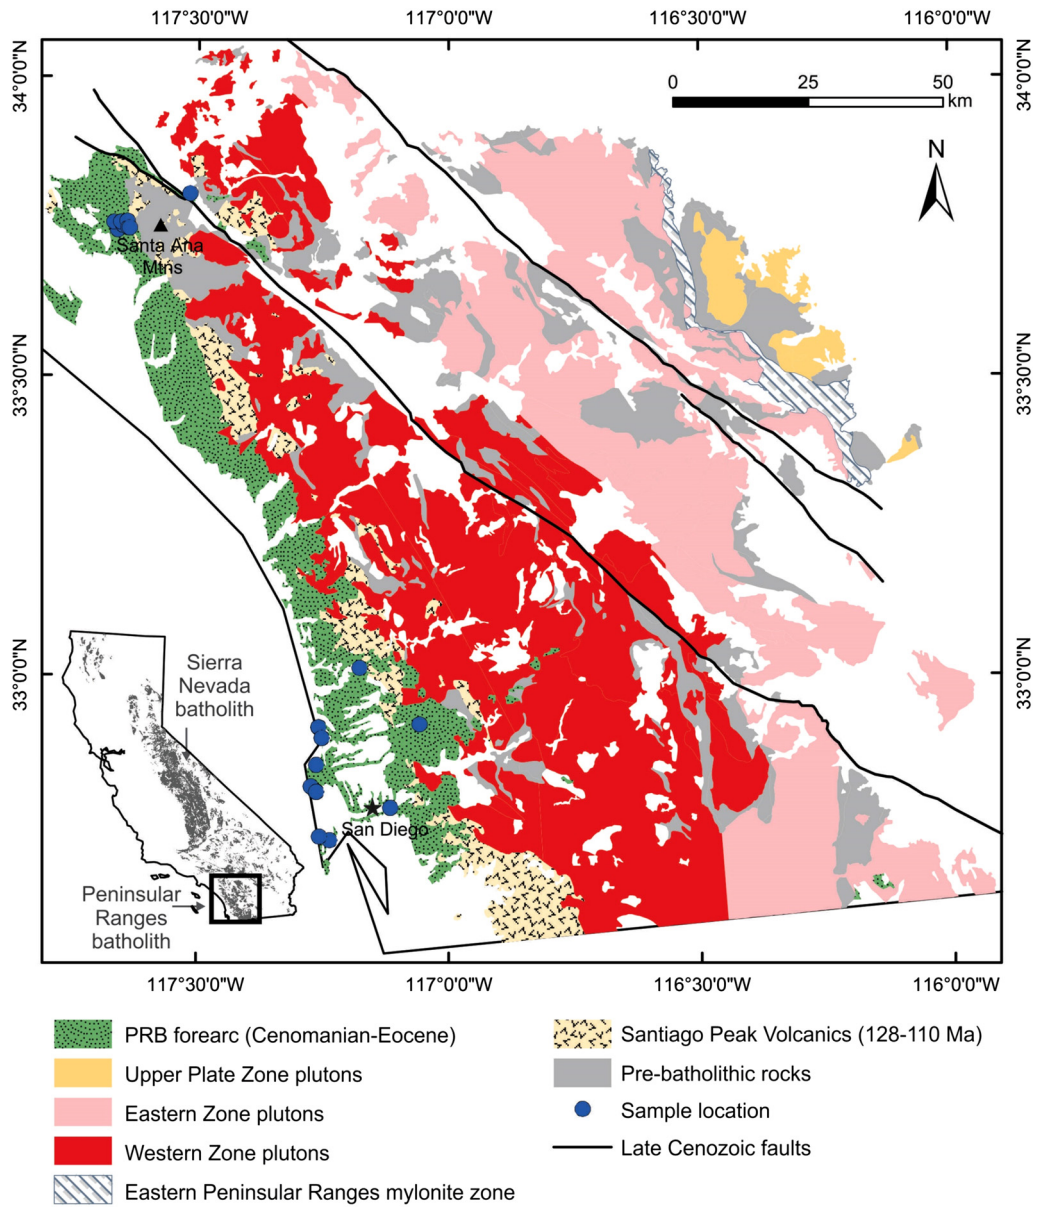 117°30'0"W 117°0'0"W 116°30'0"W 116°0'0"W
34°0'0"N
34°0'0"N
0 25 50
km
N
Santa Ana
Mtns
33°30'0"N
33°30'0"N
33°0'0"N
33°0'0"N
Sierra
Nevada
batholith
San Diego
Peninsular
Ranges
batholith
117°30'0"W 117°0'0"W 116°30'0"W 116°0'0"W
PRB forearc (Cenomanian-Eocene)
Upper Plate Zone plutons
Eastern Zone plutons
Western Zone plutons
Eastern Peninsular Ranges mylonite zone
Santiago Peak Volcanics (128-110 Ma)
Pre-batholithic rocks
Sample location
Late Cenozoic faults